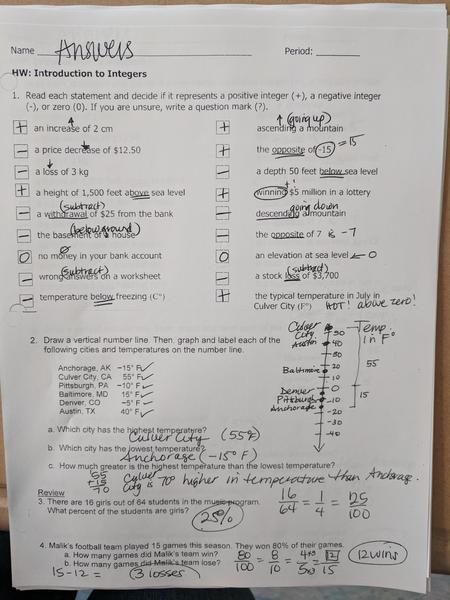 Name Answers Period:
HW: Introduction to Integers
1. Read each statement and decide if it represents a positive integer (+), a negative integer
(-), or zero (0). If you are unsure, write a question mark (?).
+ an increase of 2 cm
− a price decrease of $12.50
− a loss of 3 kg
+ a height of 1,500 feet above sea level
(subtract)
− a withdrawal of $25 from the bank
(below ground)
− the basement of a house
0 no money in your bank account
(subtract)
− wrong answers on a worksheet
− temperature below freezing (C°)
↑ (going up)
+ ascending a mountain
+ the opposite of -15 = 15
− a depth 50 feet below sea level
+ winning $5 million in a lottery
going down
− descending a mountain
− the opposite of 7 is -7
0 an elevation at sea level ← 0
(subtract)
− a stock loss of $3,700
+ the typical temperature in July in
Culver City (F°) HOT! above zero!
2. Draw a vertical number line. Then, graph and label each of the
following cities and temperatures on the number line.
Anchorage, AK −15° F ✓
Culver City, CA 55° F ✓
Pittsburgh, PA −10° F ✓
Baltimore, MD 15° F ✓
Denver, CO −5° F ✓
Austin, TX 40° F ✓
Culver City
Austin
Baltimore
Denver
Pittsburgh
Anchorage
50
40
30
20
10
0
-10
-20
-30
-40
Temp. in F°
55
15
a. Which city has the highest temperature?
Culver City (55°F)
b. Which city has the lowest temperature?
Anchorage (-15° F)
c. How much greater is the highest temperature than the lowest temperature?
55
+15
70
Culver City is 70° higher in temperature than Anchorage.
Review
3. There are 16 girls out of 64 students in the music program.
What percent of the students are girls?
25%
16/64 = 1/4 = 25/100
4. Malik's football team played 15 games this season. They won 80% of their games.
a. How many games did Malik's team win?
80/100 = 8/10 = 4×3/5×3 = 12/15
12 wins
b. How many games did Malik's team lose?
15-12 = 3 losses